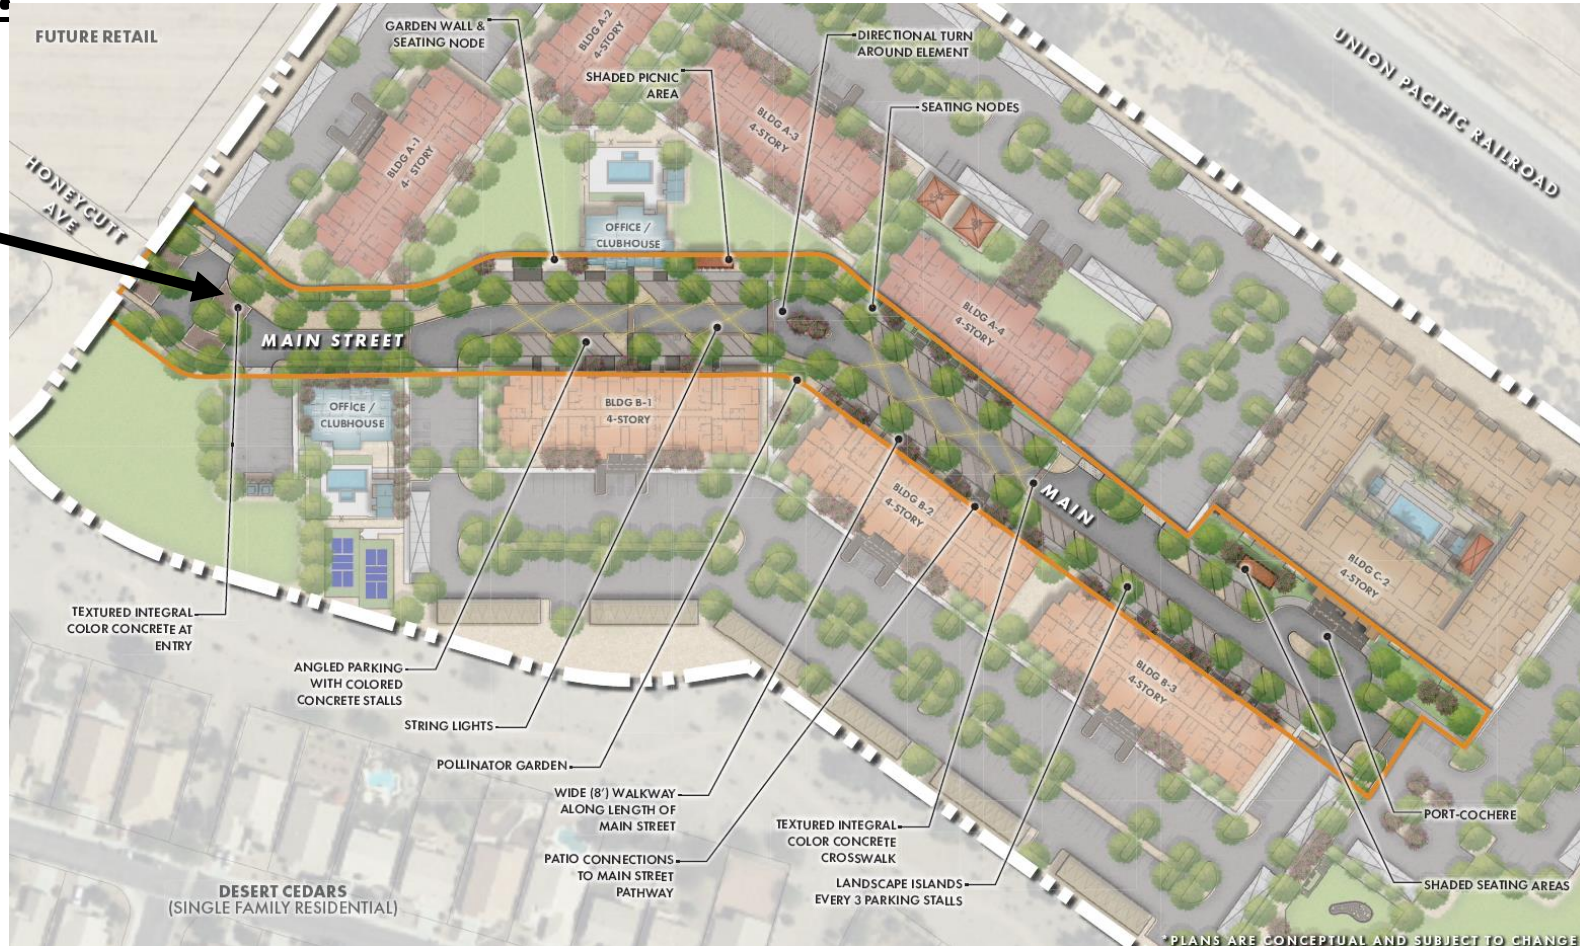 FUTURE RETAIL
GARDEN WALL &
SEATING NODE
BLDG A-2
4-STORY
DIRECTIONAL TURN
AROUND ELEMENT
UNION PACIFIC RAILROAD
SHADED PICNIC
AREA
SEATING NODES
BLDG A-1
4- STORY
BLDG A-3
4-STORY
HONEYCUTT
AVE
OFFICE /
CLUBHOUSE
BLDG A-4
4-STORY
MAIN STREET
OFFICE /
CLUBHOUSE
BLDG B-1
4-STORY
BLDG B-2
4-STORY
MAIN
BLDG C-2
4-STORY
BLDG B-3
4-STORY
TEXTURED INTEGRAL
COLOR CONCRETE AT
ENTRY
ANGLED PARKING
WITH COLORED
CONCRETE STALLS
STRING LIGHTS
POLLINATOR GARDEN
WIDE (8') WALKWAY
ALONG LENGTH OF
MAIN STREET
PATIO CONNECTIONS
TO MAIN STREET
PATHWAY
TEXTURED INTEGRAL
COLOR CONCRETE
CROSSWALK
LANDSCAPE ISLANDS
EVERY 3 PARKING STALLS
PORT-COCHERE
SHADED SEATING AREAS
DESERT CEDARS
(SINGLE FAMILY RESIDENTIAL)
*PLANS ARE CONCEPTUAL AND SUBJECT TO CHANGE